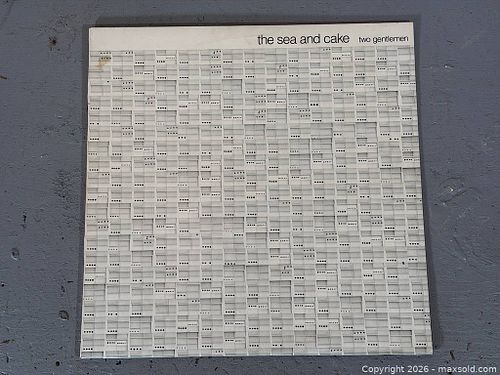 the sea and cake two gentlemen
Copyright © 2026 - maxsold.com